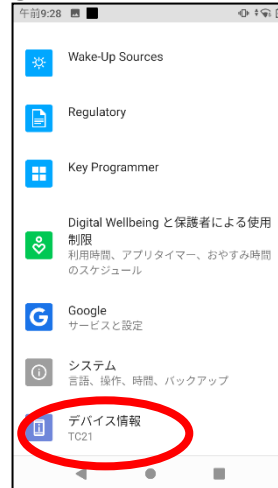 午前9:28
Wake-Up Sources
Regulatory
Key Programmer
Digital Wellbeing と保護者による使用
制限
利用時間、アプリタイマー、おやすみ時間
のスケジュール
G
Google
サービスと設定
システム
言語、操作、時間、バックアップ
デバイス情報
TC21